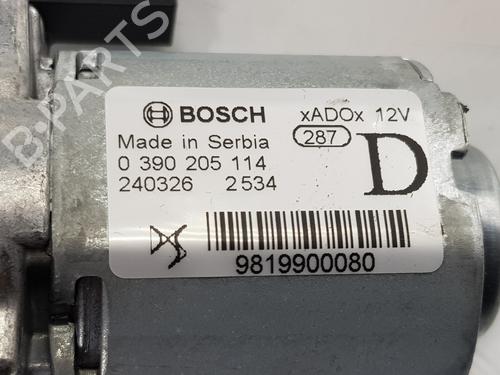 BOSCH xADOx 12V
Made in Serbia 287
0 390 205 114 D
240326 2534
9819900080
B-PARTS